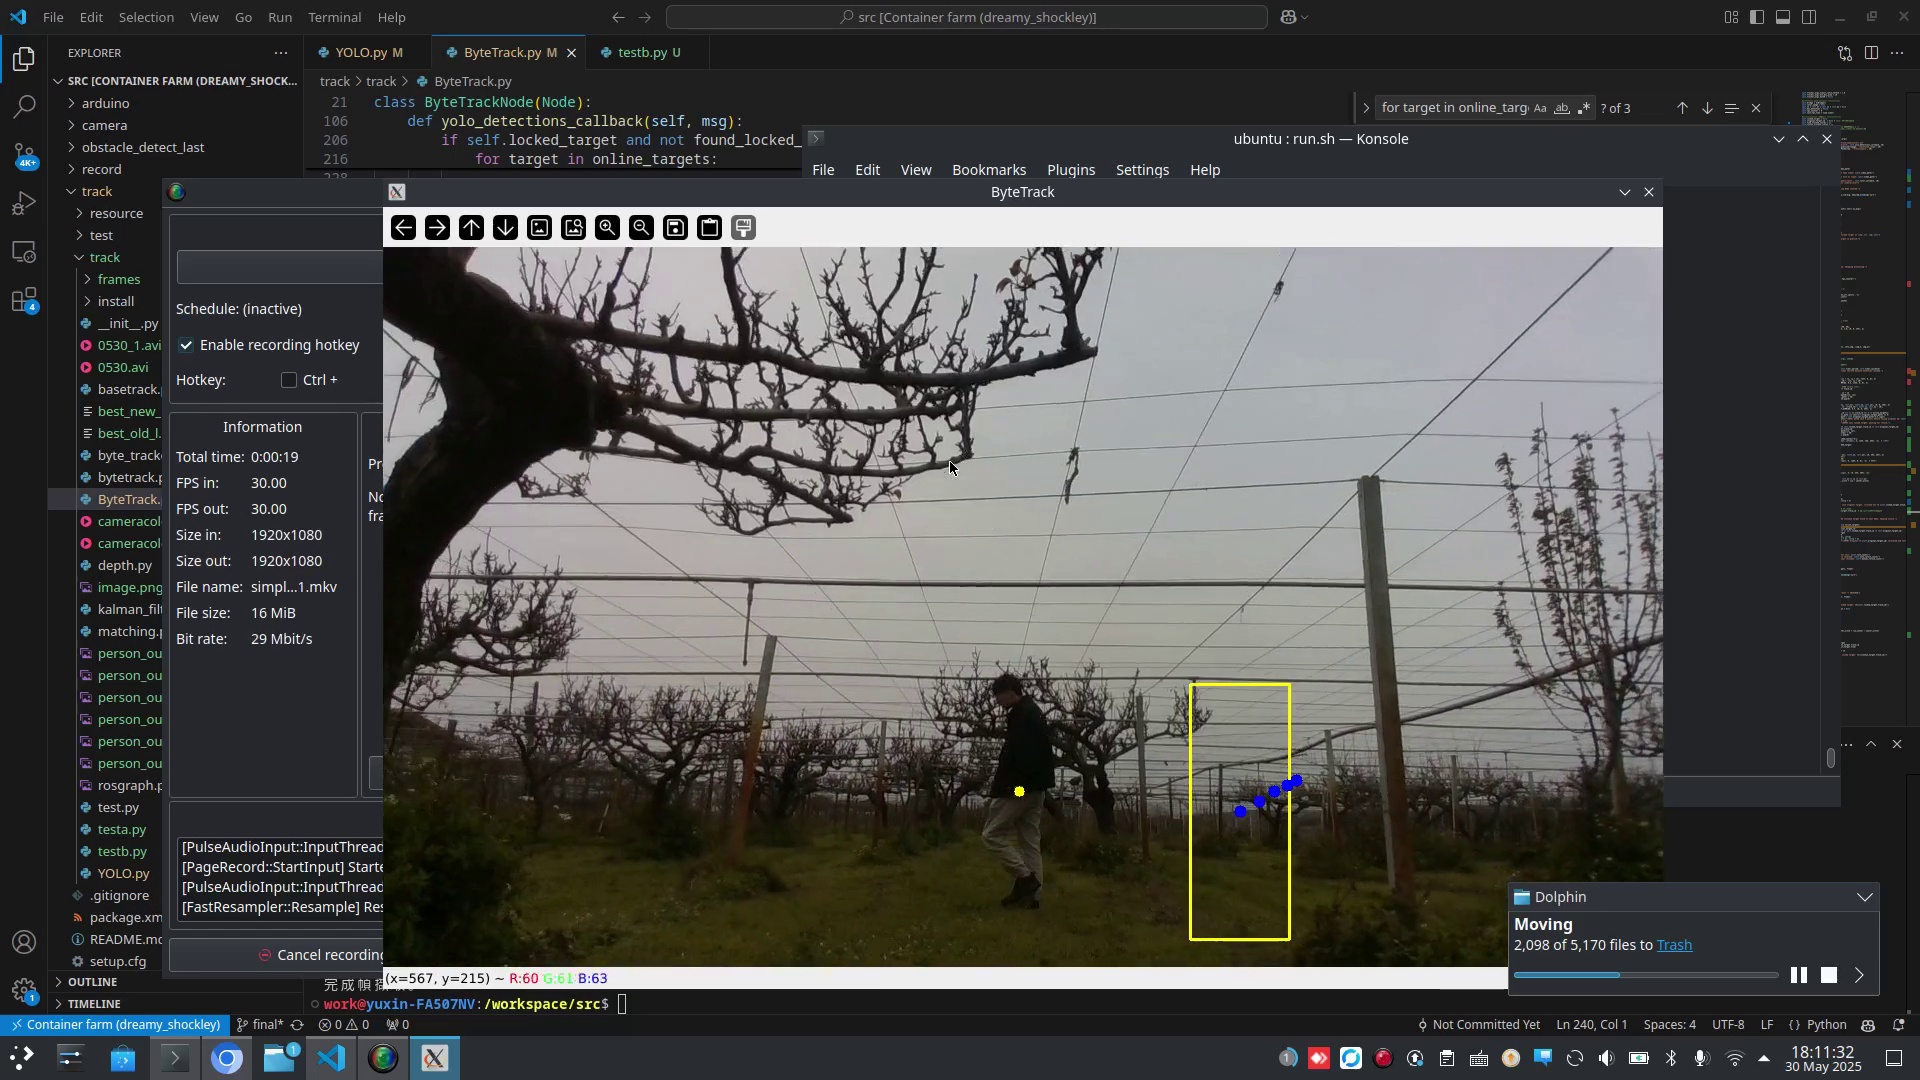 File Edit Selection View Go Run Terminal Help
src [Container farm (dreamy_shockley)]
EXPLORER
SRC [CONTAINER FARM (DREAMY_SHOCK...
arduino
camera
obstacle_detect_last
record
track
resource
test
track
frames
install
__init__.py
0530_1.avi
0530.avi
basetrack.
best_new_
best_old_l.
byte_track
bytetrack.p
ByteTrack.
cameracol
cameracol
depth.py
image.png
kalman_fil
matching.p
person_ou
person_ou
person_ou
person_ou
person_ou
person_ou
rosgraph.p
test.py
testa.py
testb.py
YOLO.py
.gitignore
package.xm
README.md
setup.cfg
OUTLINE
TIMELINE
4K+
4
1
YOLO.py M
ByteTrack.py M
testb.py U
track > track > ByteTrack.py
21 class ByteTrackNode(Node):
106 def yolo_detections_callback(self, msg):
206 if self.locked_target and not found_locked_
216 for target in online_targets:
228
for target in online_targ
Aa ab .*
? of 3
ubuntu : run.sh — Konsole
File Edit View Bookmarks Plugins Settings Help
ByteTrack
Schedule: (inactive)
Enable recording hotkey
Hotkey: Ctrl +
Information
Total time: 0:00:19
FPS in: 30.00
FPS out: 30.00
Size in: 1920x1080
Size out: 1920x1080
File name: simpl...1.mkv
File size: 16 MiB
Bit rate: 29 Mbit/s
Pr
No
fra
[PulseAudioInput::InputThread
[PageRecord::StartInput] Starte
[PulseAudioInput::InputThread
[FastResampler::Resample] Res
Cancel recording
(x=567, y=215) ~ R:60 G:61 B:63
work@yuxin-FA507NV:/workspace/src$
Dolphin
Moving
2,098 of 5,170 files to Trash
Container farm (dreamy_shockley)
final*
0 0
0
Not Committed Yet
Ln 240, Col 1
Spaces: 4
UTF-8
LF
Python
1
1
18:11:32
30 May 2025